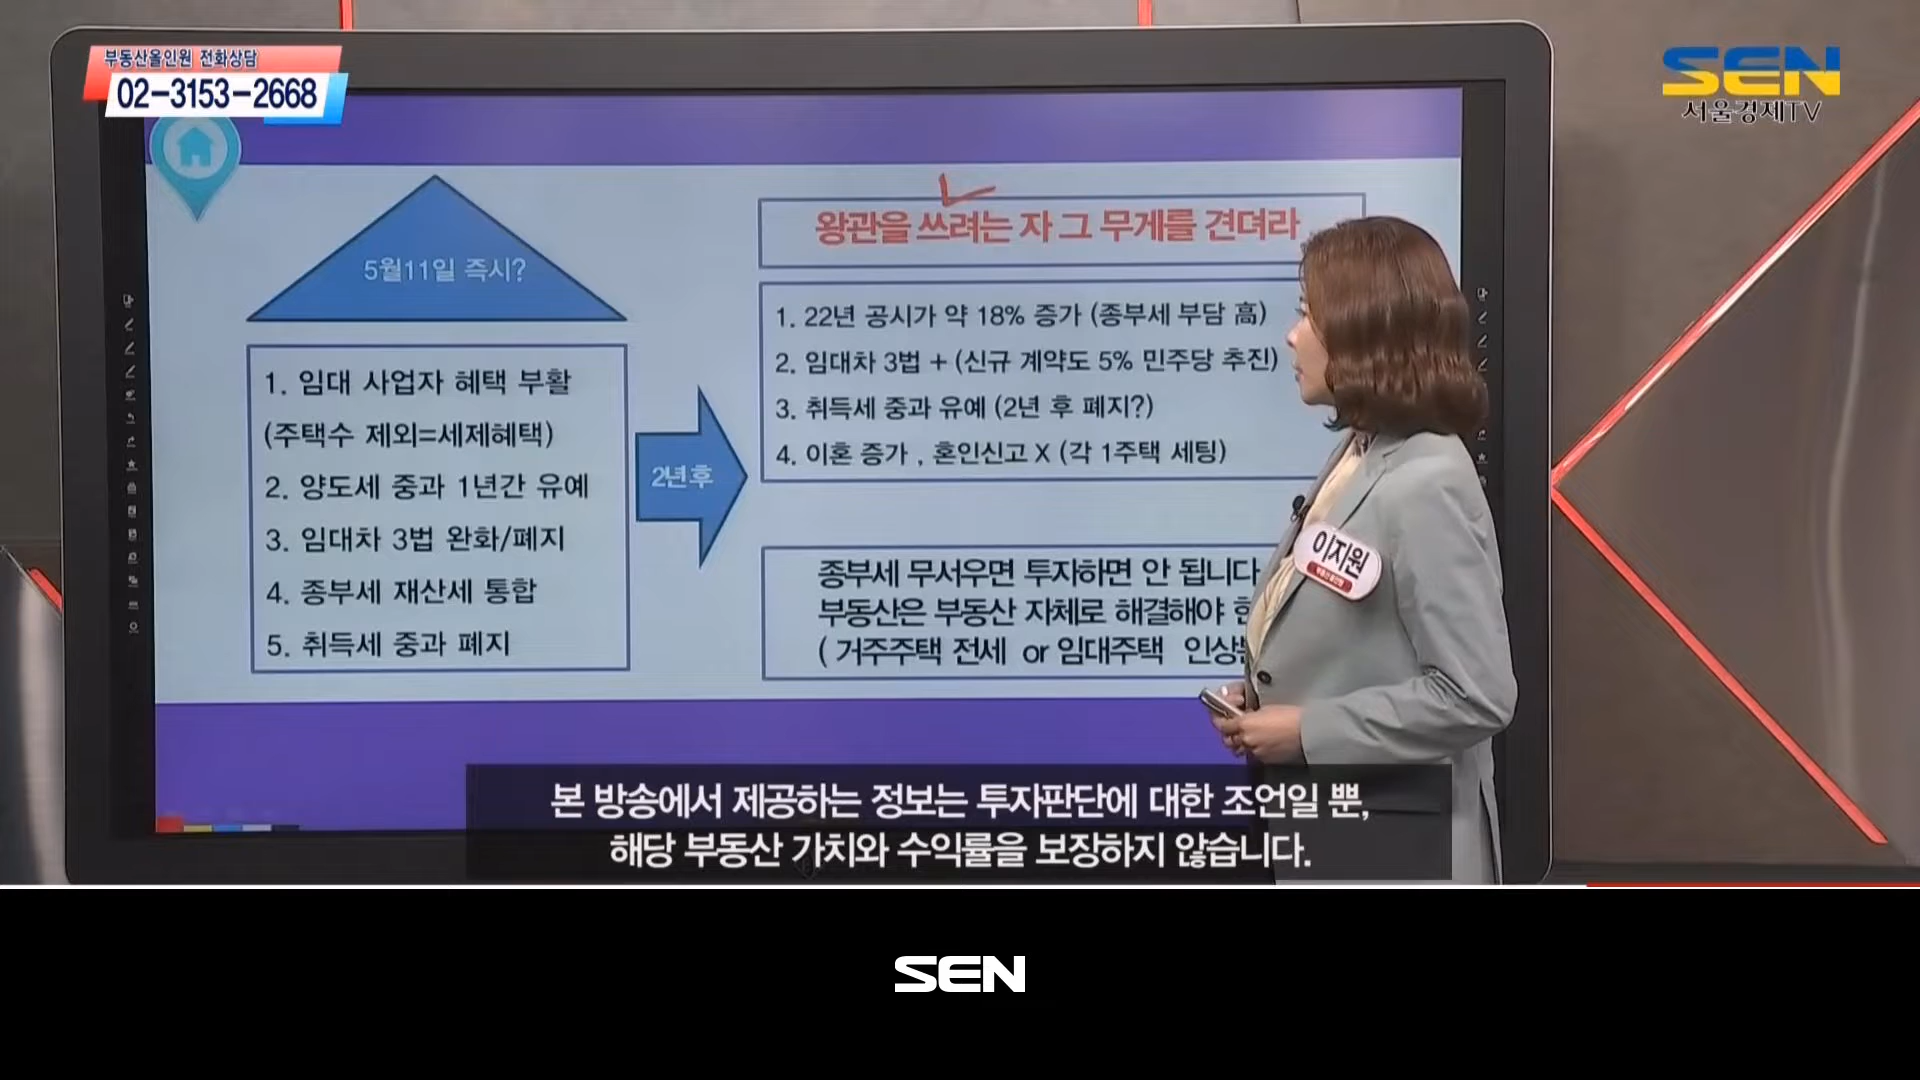 부동산올인원 전화상담
02-3153-2668
SEN
서울경제TV
5월11일 즉시?
1. 임대 사업자 혜택 부활
(주택수 제외=세제혜택)
2. 양도세 중과 1년간 유예
3. 임대차 3법 완화/폐지
4. 종부세 재산세 통합
5. 취득세 중과 폐지
2년후
왕관을 쓰려는 자 그 무게를 견뎌라
1. 22년 공시가 약 18% 증가 (종부세 부담 高)
2. 임대차 3법 + (신규 계약도 5% 민주당 추진)
3. 취득세 중과 유예 (2년 후 폐지?)
4. 이혼 증가 , 혼인신고 X (각 1주택 세팅)
종부세 무서우면 투자하면 안 됩니다
부동산은 부동산 자체로 해결해야
( 거주주택 전세 or 임대주택
이지원
본 방송에서 제공하는 정보는 투자판단에 대한 조언일 뿐,
해당 부동산 가치와 수익률을 보장하지 않습니다.
SEN